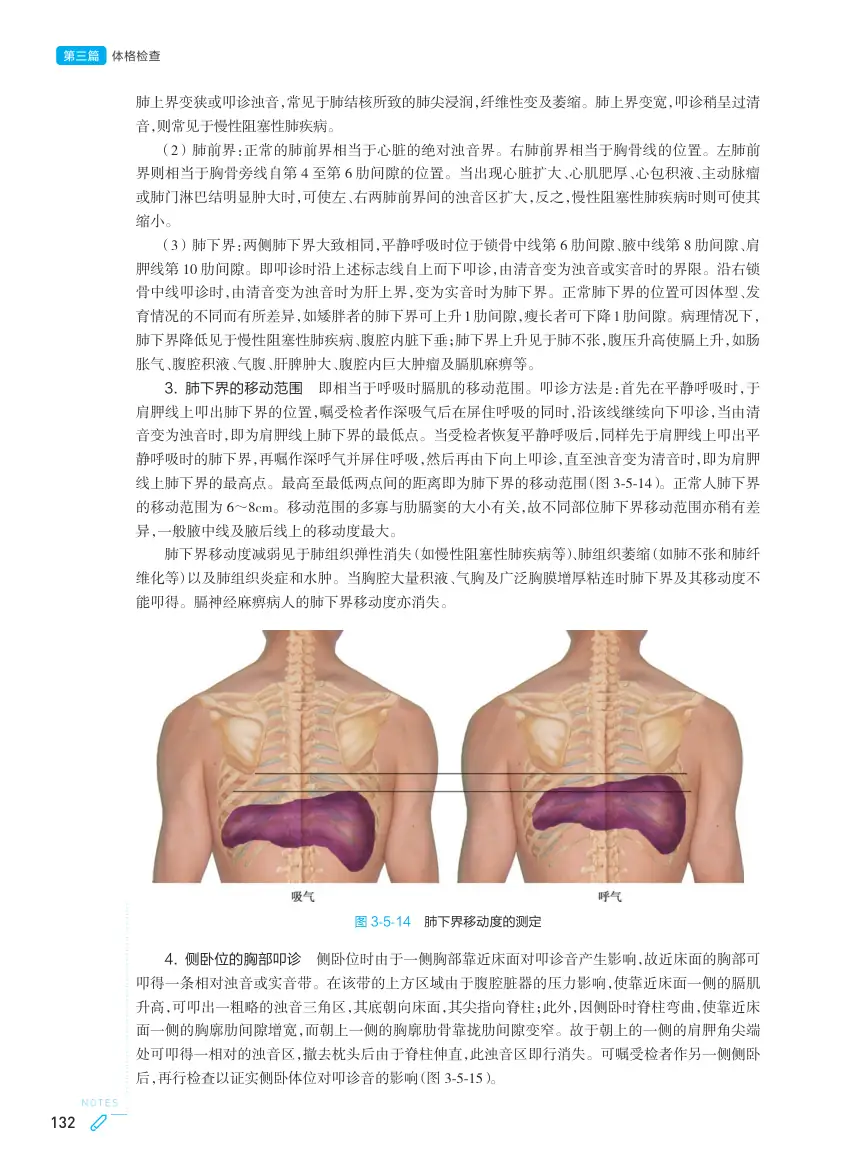 第三篇 体格检查
肺上界变狭或叩诊浊音,常见于肺结核所致的肺尖浸润,纤维性变及萎缩。肺上界变宽,叩诊稍呈过清
音,则常见于慢性阻塞性肺疾病。
(2)肺前界:正常的肺前界相当于心脏的绝对浊音界。右肺前界相当于胸骨线的位置。左肺前
界则相当于胸骨旁线自第 4 至第 6 肋间隙的位置。当出现心脏扩大、心肌肥厚、心包积液、主动脉瘤
或肺门淋巴结明显肿大时,可使左、右两肺前界间的浊音区扩大,反之,慢性阻塞性肺疾病时则可使其
缩小。
(3)肺下界:两侧肺下界大致相同,平静呼吸时位于锁骨中线第 6 肋间隙、腋中线第 8 肋间隙、肩
胛线第 10 肋间隙。即叩诊时沿上述标志线自上而下叩诊,由清音变为浊音或实音时的界限。沿右锁
骨中线叩诊时,由清音变为浊音时为肝上界,变为实音时为肺下界。正常肺下界的位置可因体型、发
育情况的不同而有所差异,如矮胖者的肺下界可上升1肋间隙,瘦长者可下降1肋间隙。病理情况下,
肺下界降低见于慢性阻塞性肺疾病、腹腔内脏下垂;肺下界上升见于肺不张,腹压升高使膈上升,如肠
胀气、腹腔积液、气腹、肝脾肿大、腹腔内巨大肿瘤及膈肌麻痹等。
3. 肺下界的移动范围 即相当于呼吸时膈肌的移动范围。叩诊方法是:首先在平静呼吸时,于
肩胛线上叩出肺下界的位置,嘱受检者作深吸气后在屏住呼吸的同时,沿该线继续向下叩诊,当由清
音变为浊音时,即为肩胛线上肺下界的最低点。当受检者恢复平静呼吸后,同样先于肩胛线上叩出平
静呼吸时的肺下界,再嘱作深呼气并屏住呼吸,然后再由下向上叩诊,直至浊音变为清音时,即为肩胛
线上肺下界的最高点。最高至最低两点间的距离即为肺下界的移动范围(图 3-5-14)。正常人肺下界
的移动范围为 6～8cm。移动范围的多寡与肋膈窦的大小有关,故不同部位肺下界移动范围亦稍有差
异,一般腋中线及腋后线上的移动度最大。
肺下界移动度减弱见于肺组织弹性消失(如慢性阻塞性肺疾病等)、肺组织萎缩(如肺不张和肺纤
维化等)以及肺组织炎症和水肿。当胸腔大量积液、气胸及广泛胸膜增厚粘连时肺下界及其移动度不
能叩得。膈神经麻痹病人的肺下界移动度亦消失。
吸气 呼气
图 3-5-14 肺下界移动度的测定
4. 侧卧位的胸部叩诊 侧卧位时由于一侧胸部靠近床面对叩诊音产生影响,故近床面的胸部可
叩得一条相对浊音或实音带。在该带的上方区域由于腹腔脏器的压力影响,使靠近床面一侧的膈肌
升高,可叩出一粗略的浊音三角区,其底朝向床面,其尖指向脊柱;此外,因侧卧时脊柱弯曲,使靠近床
面一侧的胸廓肋间隙增宽,而朝上一侧的胸廓肋骨靠拢肋间隙变窄。故于朝上的一侧的肩胛角尖端
处可叩得一相对的浊音区,撤去枕头后由于脊柱伸直,此浊音区即行消失。可嘱受检者作另一侧侧卧
后,再行检查以证实侧卧体位对叩诊音的影响(图 3-5-15)。
NOTES
132